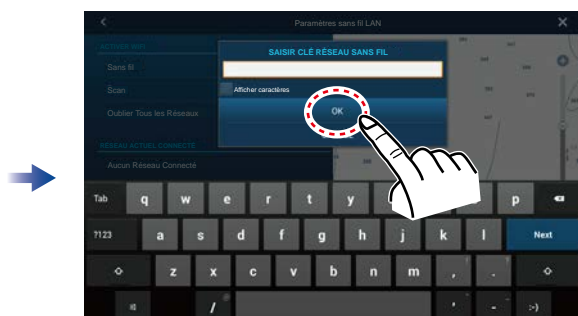 Paramètres sans fil LAN
ACTIVER WIFI
Sans fil
Scan
Oublier Tous les Réseaux
RÉSEAU ACTUEL CONNECTÉ
Aucun Réseau Connecté
SAISIR CLÉ RÉSEAU SANS FIL
Afficher caractères
OK
Tab q w e r t y p
?123 a s d f g h j k l Next
z x c v b n m , .
/ ' - :-)